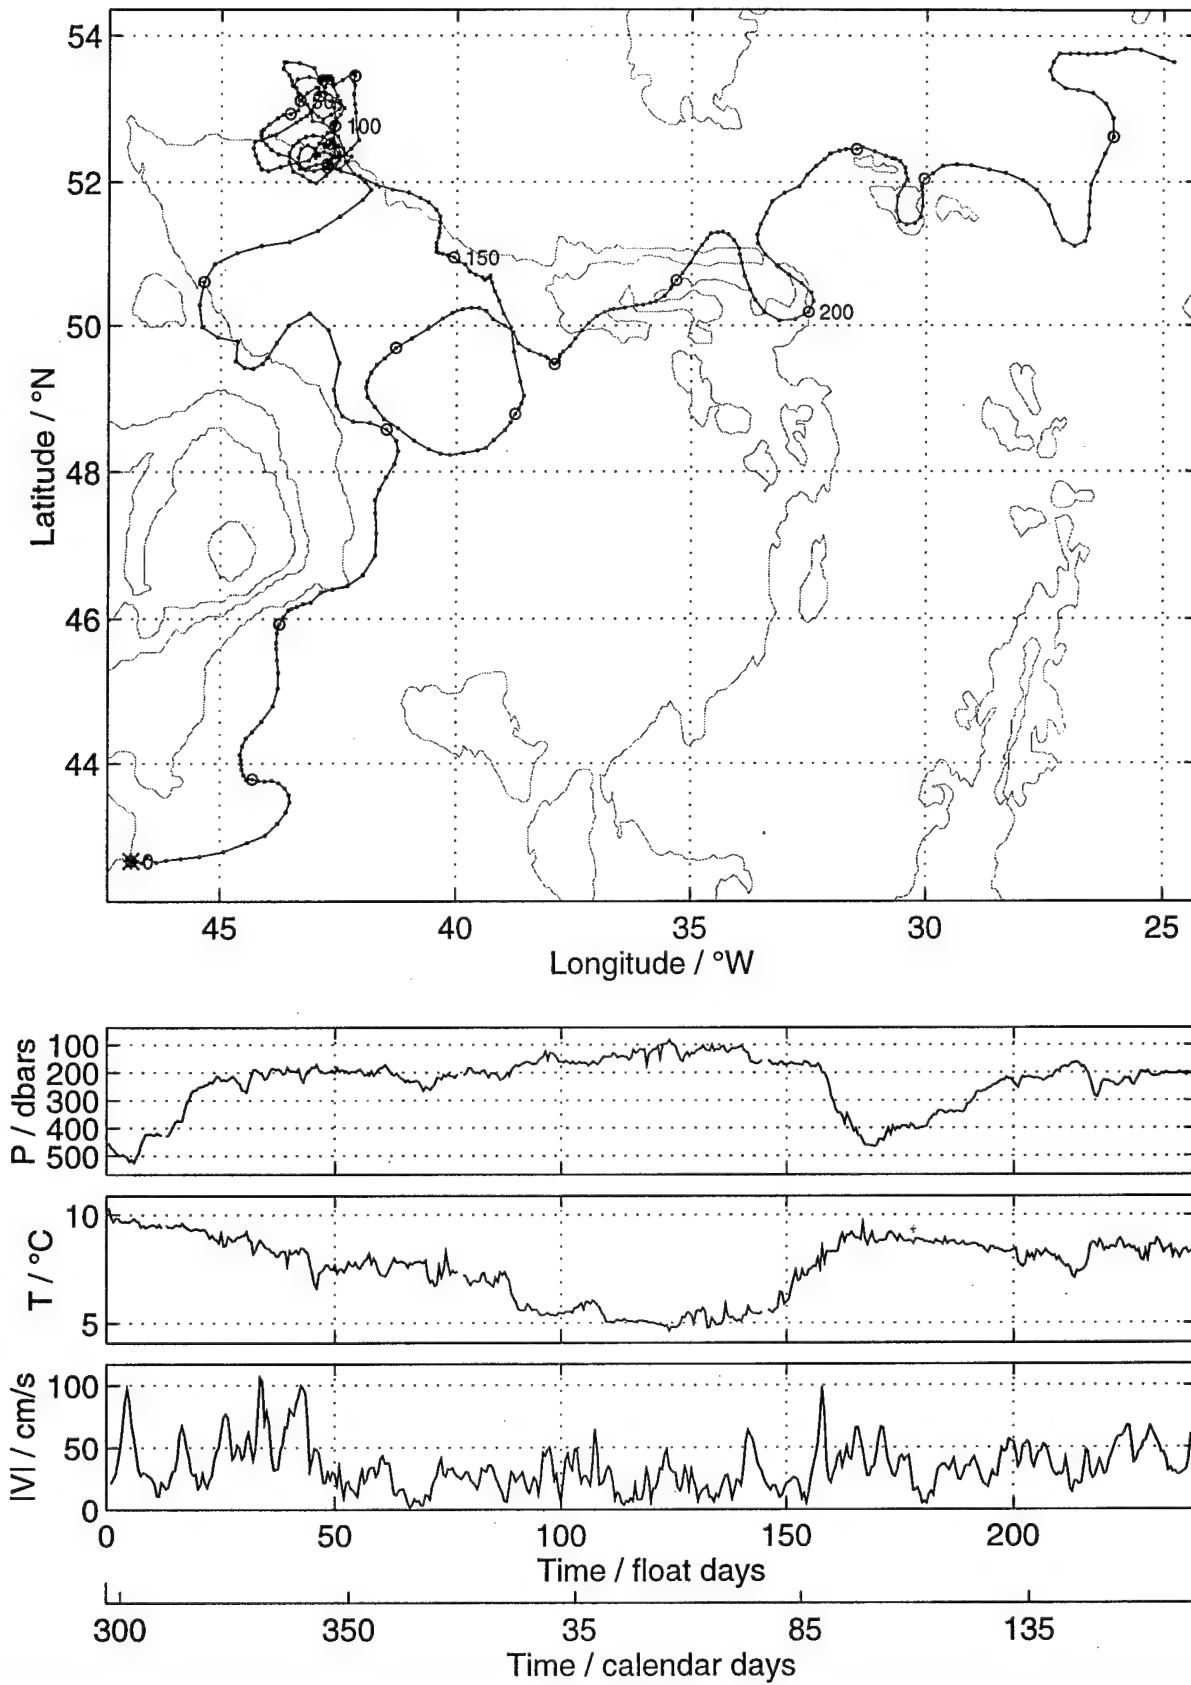 54
52
50
48
46
44
Latitude / °N
50
100
150
200
0
45 40 35 30 25
Longitude / °W
P / dbars
100
200
300
400
500
T / °C
10
5
|V| / cm/s
100
50
0
0 50 100 150 200
Time / float days
300 350 35 85 135
Time / calendar days